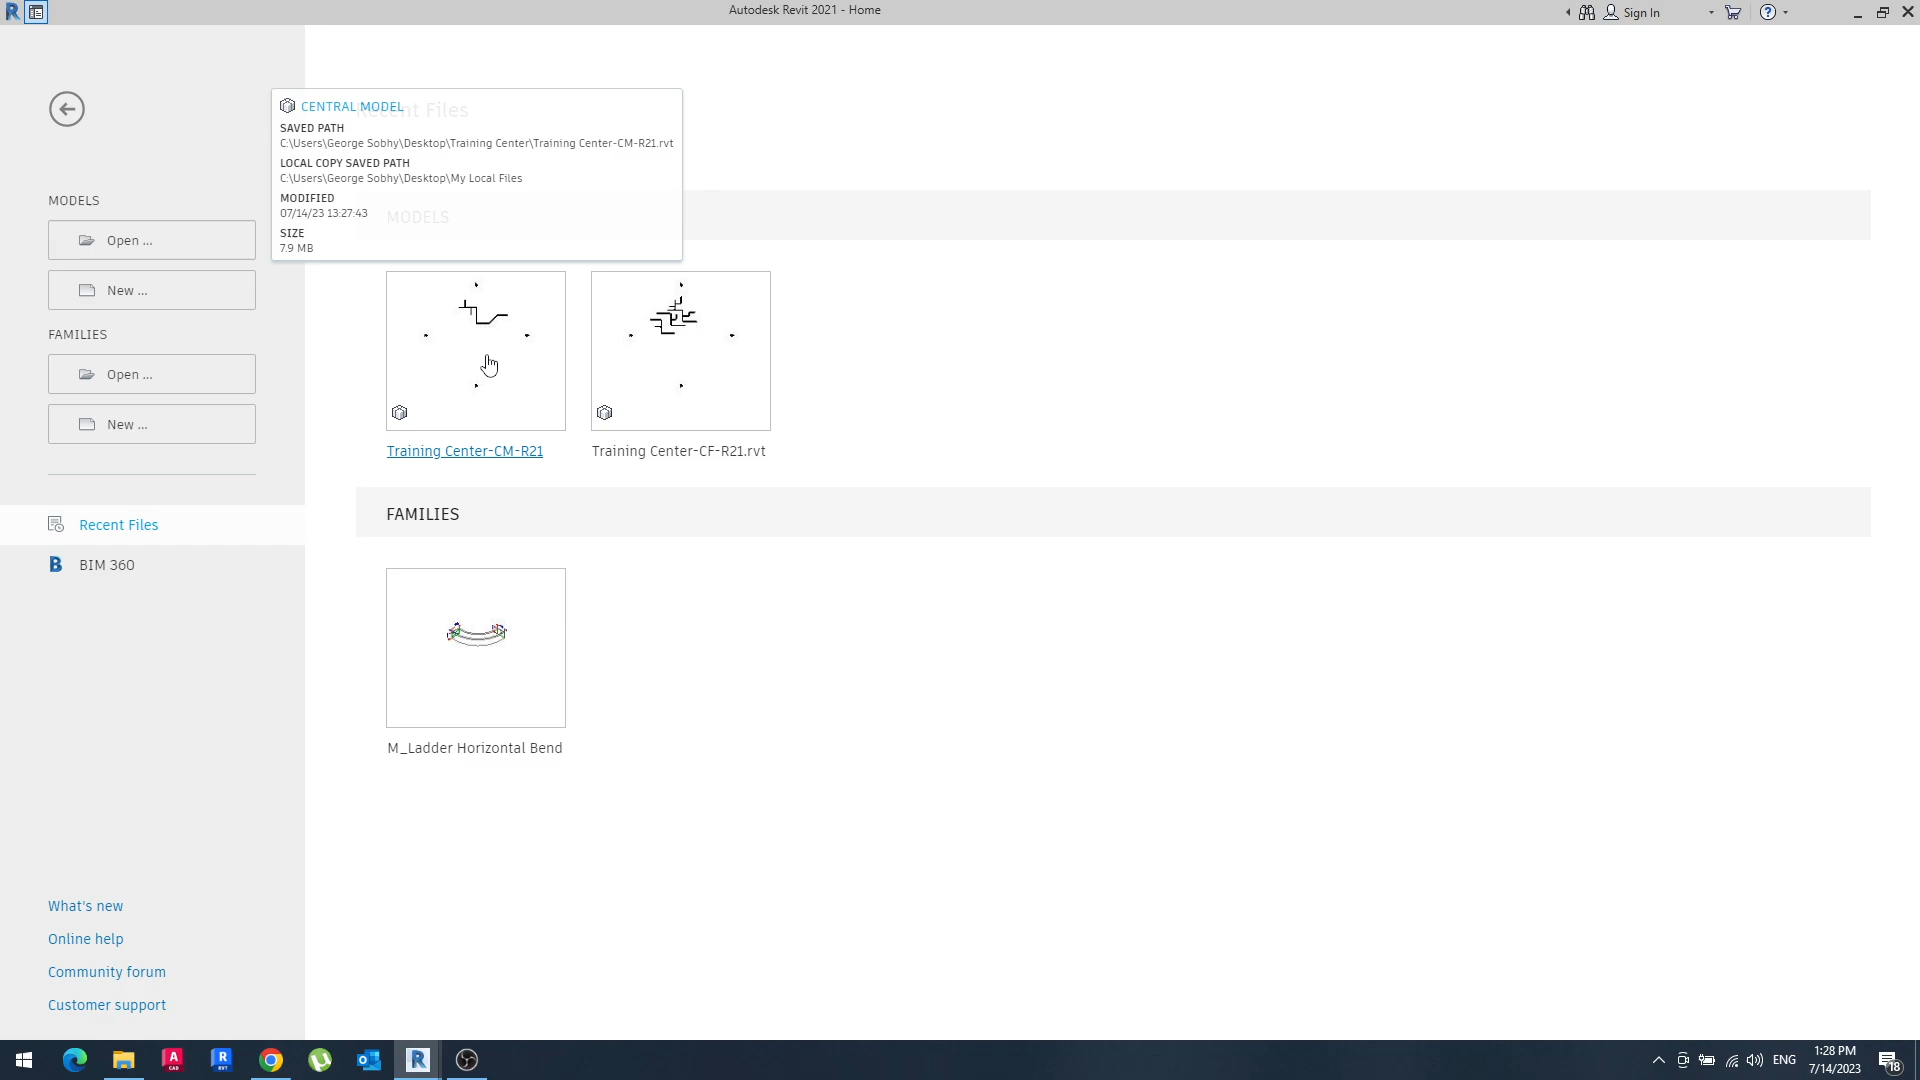 Autodesk Revit 2021 - Home
Sign In
CENTRAL MODEL
Recent Files
SAVED PATH
C:\Users\George Sobhy\Desktop\Training Center\Training Center-CM-R21.rvt
LOCAL COPY SAVED PATH
C:\Users\George Sobhy\Desktop\My Local Files
MODIFIED
07/14/23 13:27:43
SIZE
7.9 MB
MODELS
MODELS
Open ...
New ...
FAMILIES
Open ...
New ...
Recent Files
BIM 360
Training Center-CM-R21
Training Center-CF-R21.rvt
FAMILIES
M_Ladder Horizontal Bend
What's new
Online help
Community forum
Customer support
ENG
1:28 PM
7/14/2023
18